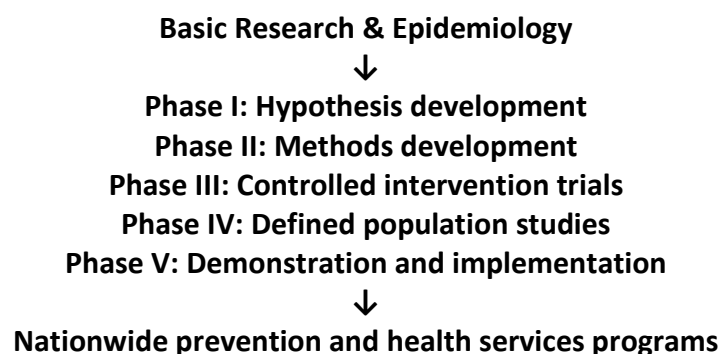 Basic Research & Epidemiology
↓
Phase I: Hypothesis development
Phase II: Methods development
Phase III: Controlled intervention trials
Phase IV: Defined population studies
Phase V: Demonstration and implementation
↓
Nationwide prevention and health services programs